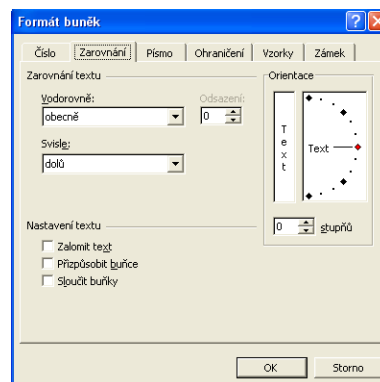 Formát buněk
Číslo Zarovnání Písmo Ohraničení Vzorky Zámek
Zarovnání textu
Vodorovně:
obecně
Odsazení:
0
Svisle:
dolů
Orientace
Text
Text
0 stupňů
Nastavení textu
Zalomit text
Přizpůsobit buňce
Sloučit buňky
OK Storno